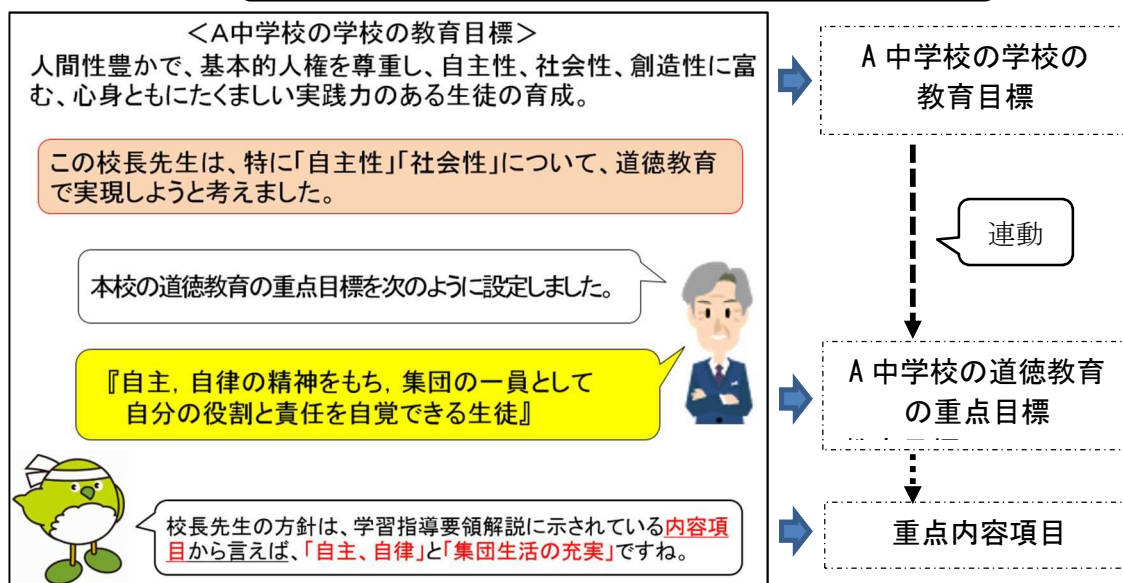 ＜A中学校の学校の教育目標＞
人間性豊かで、基本的人権を尊重し、自主性、社会性、創造性に富
む、心身ともにたくましい実践力のある生徒の育成。
この校長先生は、特に「自主性」「社会性」について、道徳教育
で実現しようと考えました。
本校の道徳教育の重点目標を次のように設定しました。
『自主，自律の精神をもち，集団の一員として
自分の役割と責任を自覚できる生徒』
校長先生の方針は、学習指導要領解説に示されている内容項
目から言えば、「自主、自律」と「集団生活の充実」ですね。
A 中学校の学校の
教育目標
連動
A 中学校の道徳教育
の重点目標
重点内容項目